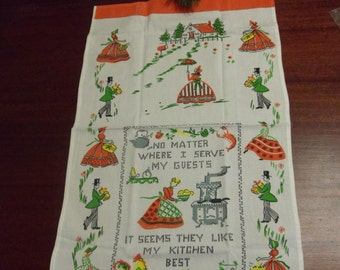 NO MATTER
WHERE I SERVE
MY GUESTS
IT SEEMS THEY LIKE
MY KITCHEN
BEST